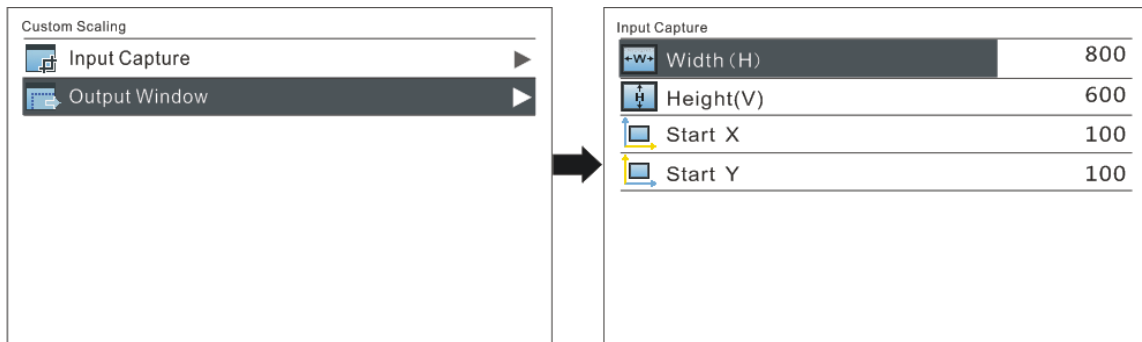 Custom Scaling
Input Capture
Output Window
Input Capture
W
Width(H) 800
H
Height(V) 600
Start X 100
Start Y 100